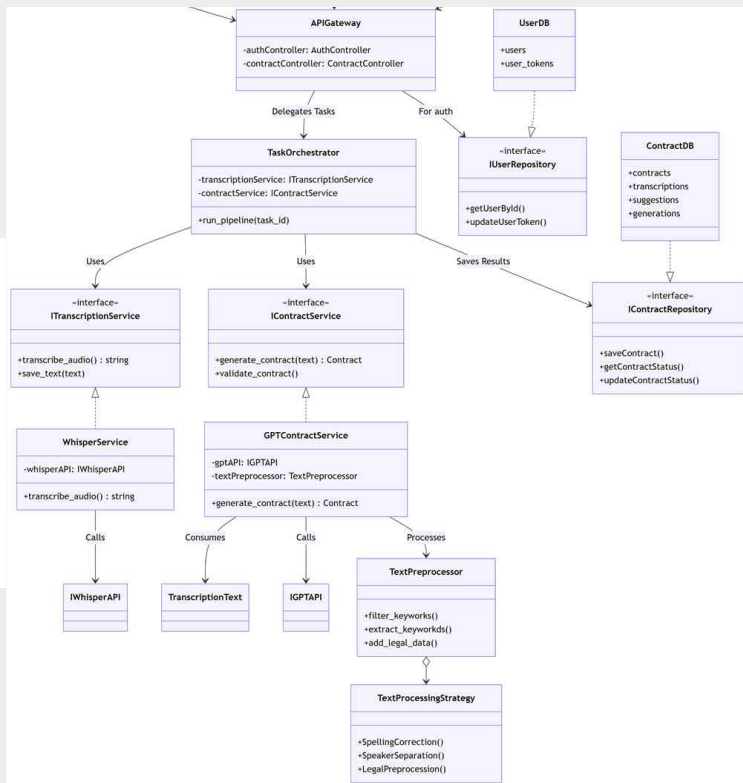 APIGateway
-authController: AuthController
-contractController: ContractController
UserDB
+users
+user_tokens
Delegates Tasks
For auth
TaskOrchestrator
-transcriptionService: ITranscriptionService
-contractService: IContractService
+run_pipeline(task_id)
«interface»
IUserRepository
+getUserById()
+updateUserToken()
ContractDB
+contracts
+transcriptions
+suggestions
+generations
Uses
Uses
Saves Results
«interface»
ITranscriptionService
+transcribe_audio() : string
+save_text(text)
«interface»
IContractService
+generate_contract(text) : Contract
+validate_contract()
«interface»
IContractRepository
+saveContract()
+getContractStatus()
+updateContractStatus()
WhisperService
-whisperAPI: IWhisperAPI
+transcribe_audio() : string
GPTContractService
-gptAPI: IGPTAPI
-textPreprocessor: TextPreprocessor
+generate_contract(text) : Contract
Calls
Consumes
Calls
Processes
IWhisperAPI
TranscriptionText
IGPTAPI
TextPreprocessor
+filter_keyworks()
+extract_keyworkds()
+add_legal_data()
TextProcessingStrategy
+SpellingCorrection()
+SpeakerSeparation()
+LegalPreprocession()